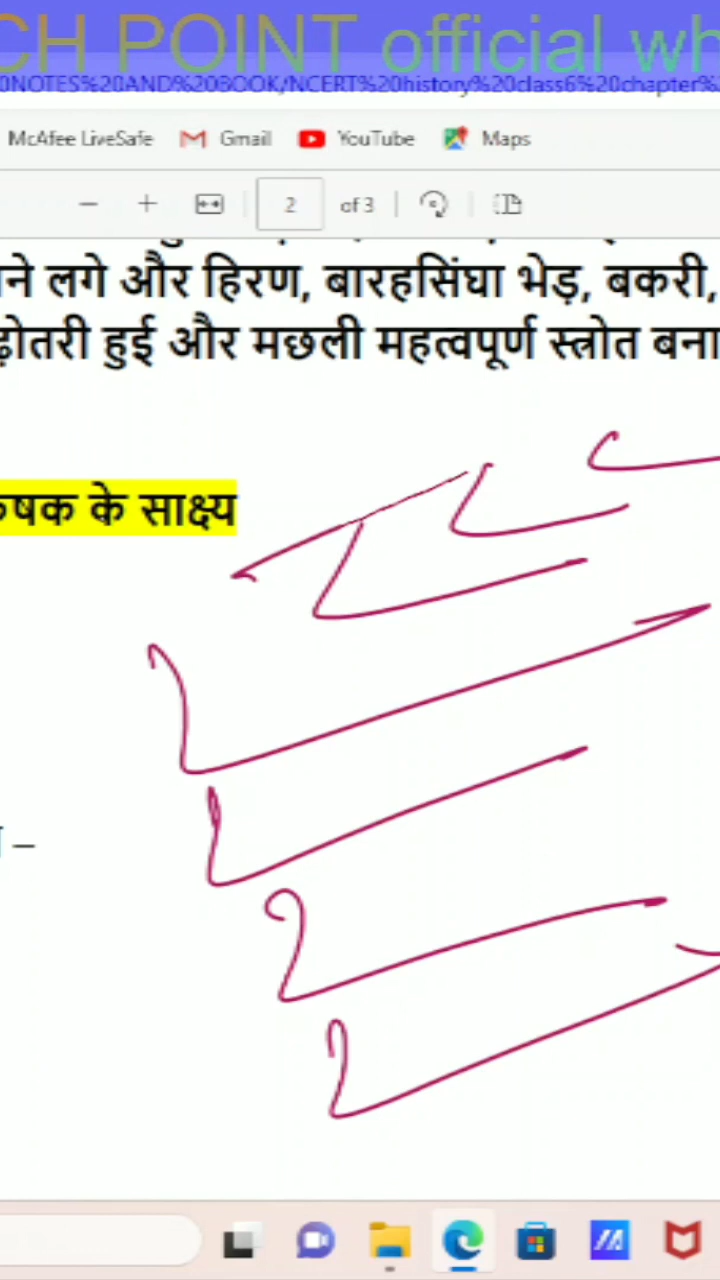 CH POINT official wh
0NOTES%20AND%20BOOK/NCERT%20history%20class6%20chapter%
McAfee LiveSafe Gmail YouTube Maps
2 of 3
ने लगे और हिरण, बारहसिंघा भेड़, बकरी,
ढ़ोतरी हुई और मछली महत्वपूर्ण स्त्रोत बना
कृषक के साक्ष्य
–